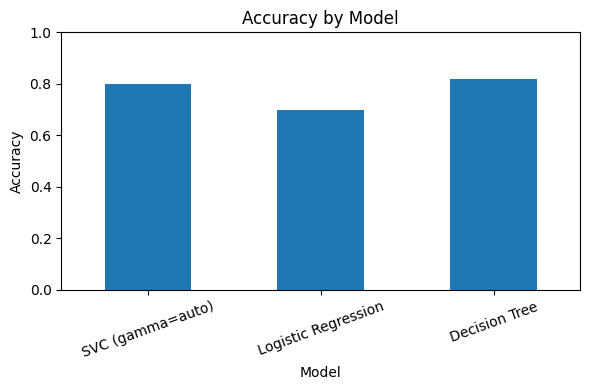 Accuracy by Model
1.0
0.8
0.6
0.4
0.2
0.0
Accuracy
SVC (gamma=auto)
Logistic Regression
Decision Tree
Model